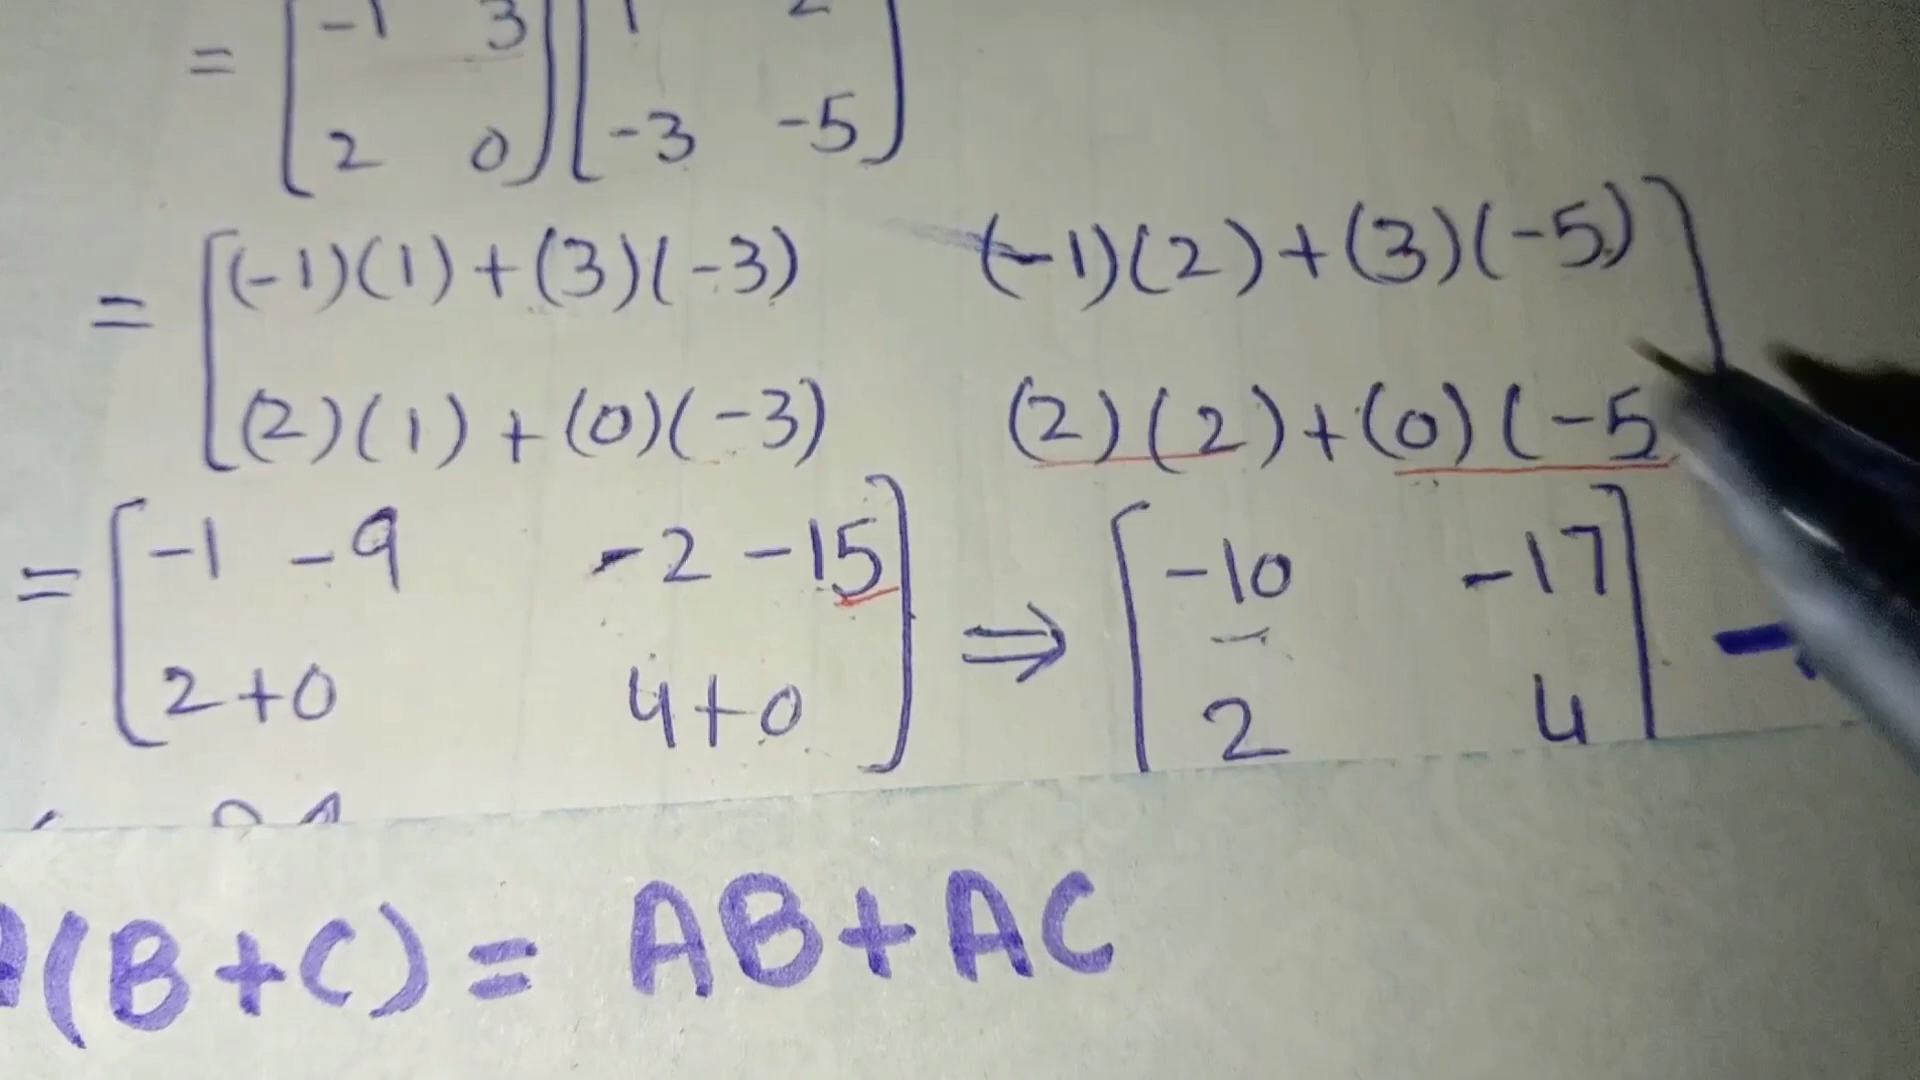 = [ -1 3 ] [ 1 2 ]
[ 2 0 ] [ -3 -5 ]
= [ (-1)(1)+(3)(-3) (-1)(2)+(3)(-5) ]
[ (2)(1)+(0)(-3) (2)(2)+(0)(-5
= [ -1 -9 -2 -15 ] ⇒ [ -10 -17 ] -
[ 2+0 4+0 ] [ 2 4 ]
(B+C) = AB+AC